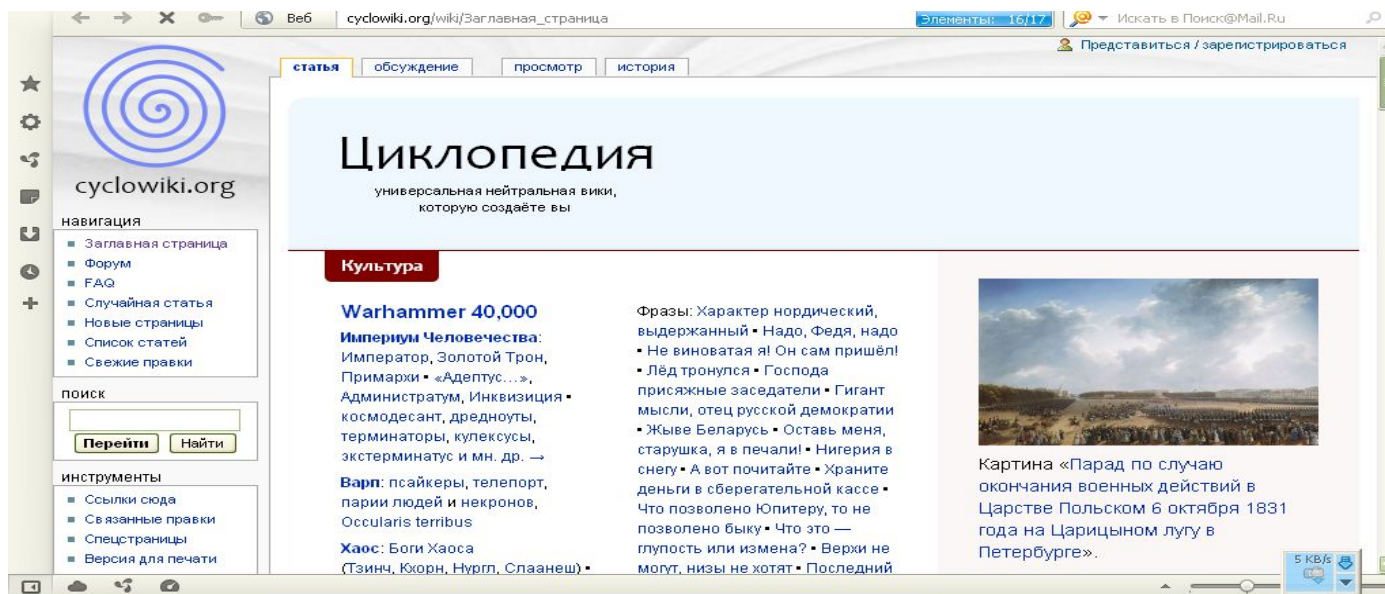 Веб
cyclowiki.org/wiki/Заглавная_страница
Элементы: 16/17
Искать в Поиск@Mail.Ru
Представиться / зарегистрироваться
статья
обсуждение
просмотр
история
cyclowiki.org
Циклопедия
универсальная нейтральная вики,
которую создаёте вы
навигация
Заглавная страница
Форум
FAQ
Случайная статья
Новые страницы
Список статей
Свежие правки
поиск
Перейти
Найти
инструменты
Ссылки сюда
Связанные правки
Спецстраницы
Версия для печати
Культура
Warhammer 40,000
Империум Человечества:
Император, Золотой Трон,
Примархи ▪ «Адептус…»,
Администратум, Инквизиция ▪
космодесант, дредноуты,
терминаторы, кулексусы,
экстерминатус и мн. др. →
Варп: псайкеры, телепорт,
парии людей и некронов,
Occularis terribus
Хаос: Боги Хаоса
(Тзинч, Кхорн, Нургл, Слаанеш) ▪
Фразы: Характер нордический,
выдержанный ▪ Надо, Федя, надо
▪ Не виноватая я! Он сам пришёл!
▪ Лёд тронулся ▪ Господа
присяжные заседатели ▪ Гигант
мысли, отец русской демократии
▪ Жыве Беларусь ▪ Оставь меня,
старушка, я в печали! ▪ Нигерия в
снегу ▪ А вот почитайте ▪ Храните
деньги в сберегательной кассе ▪
Что позволено Юпитеру, то не
позволено быку ▪ Что это —
глупость или измена? ▪ Верхи не
могут, низы не хотят ▪ Последний
Картина «Парад по случаю
окончания военных действий в
Царстве Польском 6 октября 1831
года на Царицыном лугу в
Петербурге».
5 KB/s